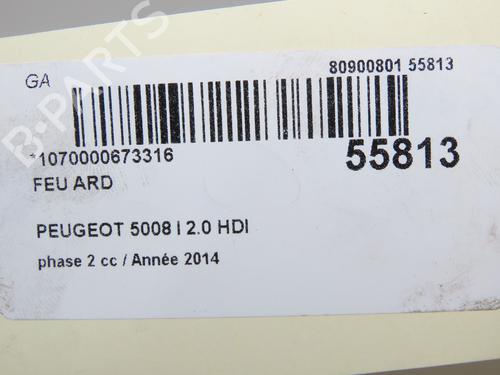 GA
80900801 55813
*1070000673316
55813
FEU ARD
PEUGEOT 5008 I 2.0 HDI
phase 2 cc / Année 2014
B-PARTS